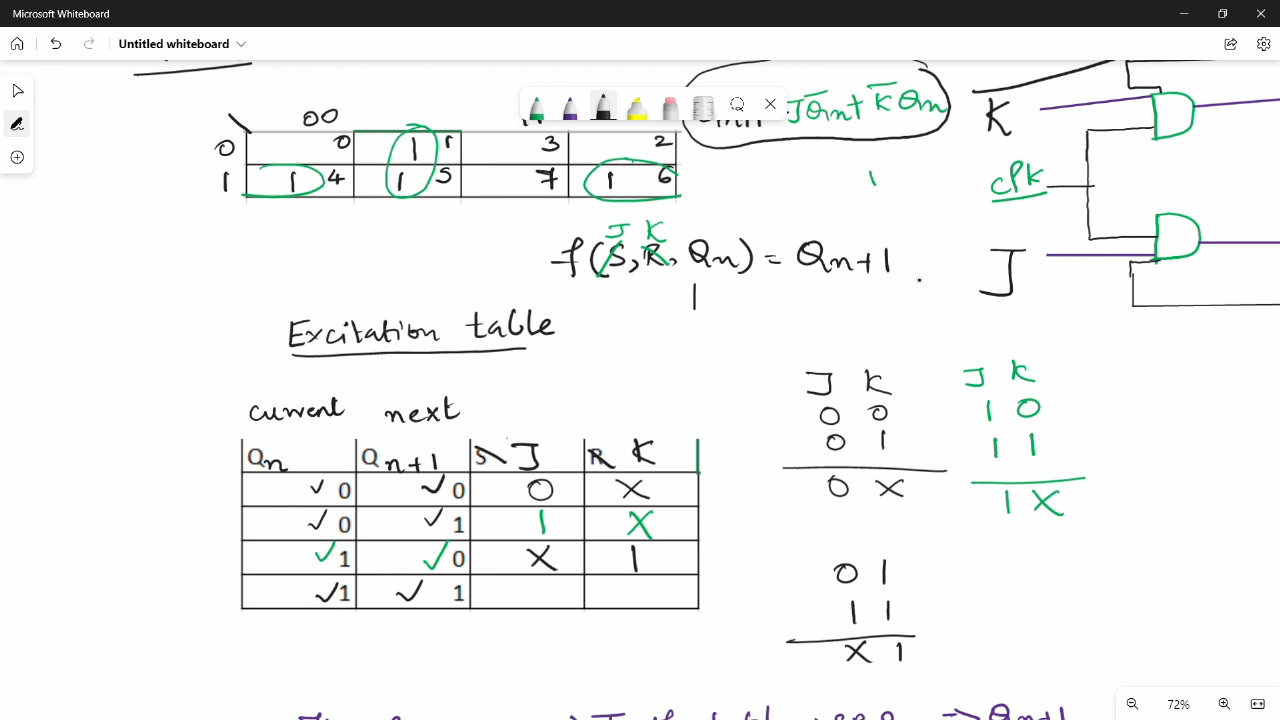 Microsoft Whiteboard
Untitled whiteboard
00
0 0 1 1 3 2
1 1 4 1 5 7 1 6
JQ̅n + K̅Qn
K
1
clk
J
J K
f(S, R, Qn) = Qn+1
1
Excitation table
current next
Qn Qn+1 S J R K
✓ 0 ✓ 0 0 X
✓ 0 ✓ 1 1 X
✓ 1 ✓ 0 X 1
✓ 1 ✓ 1
J K
0 0
0 1
0 X
J K
1 0
1 1
1 X
0 1
1 1
X 1
72%